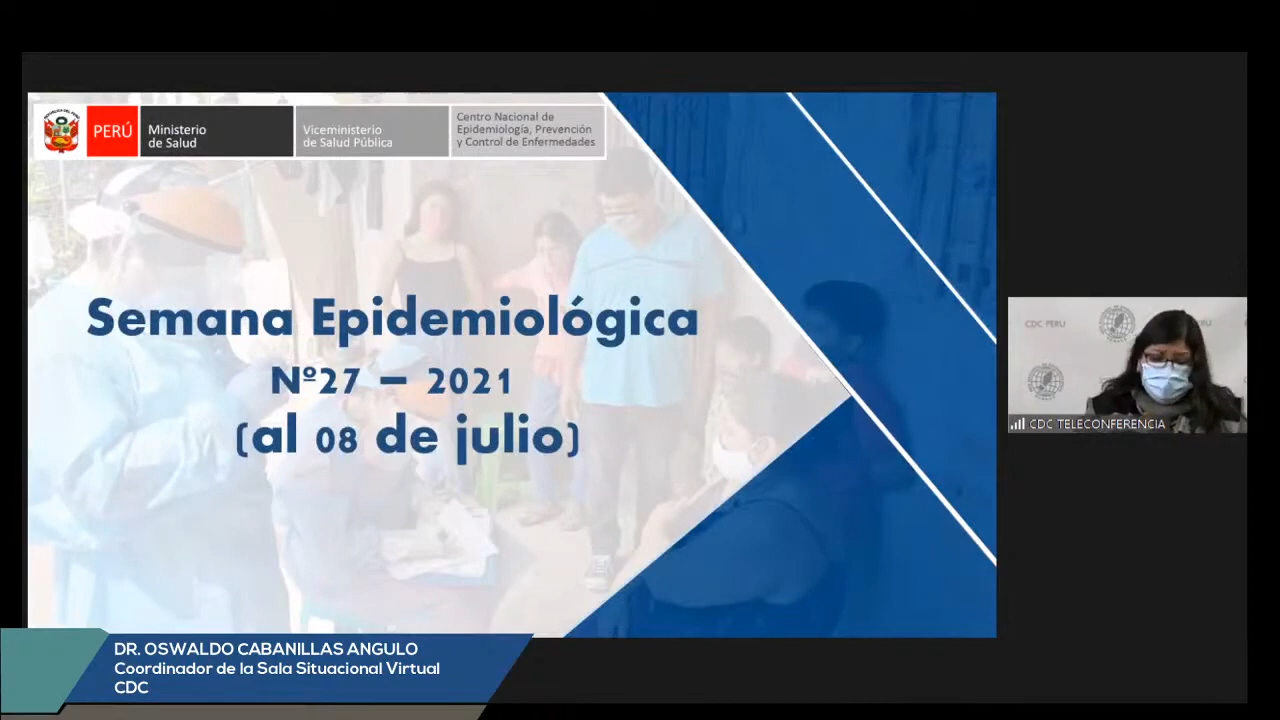 PERÚ
Ministerio
de Salud
Viceministerio
de Salud Pública
Centro Nacional de
Epidemiología, Prevención
y Control de Enfermedades
Semana Epidemiológica
Nº27 – 2021
(al 08 de julio)
CDC PERU
CDC TELECONFERENCIA
DR. OSWALDO CABANILLAS ANGULO
Coordinador de la Sala Situacional Virtual
CDC